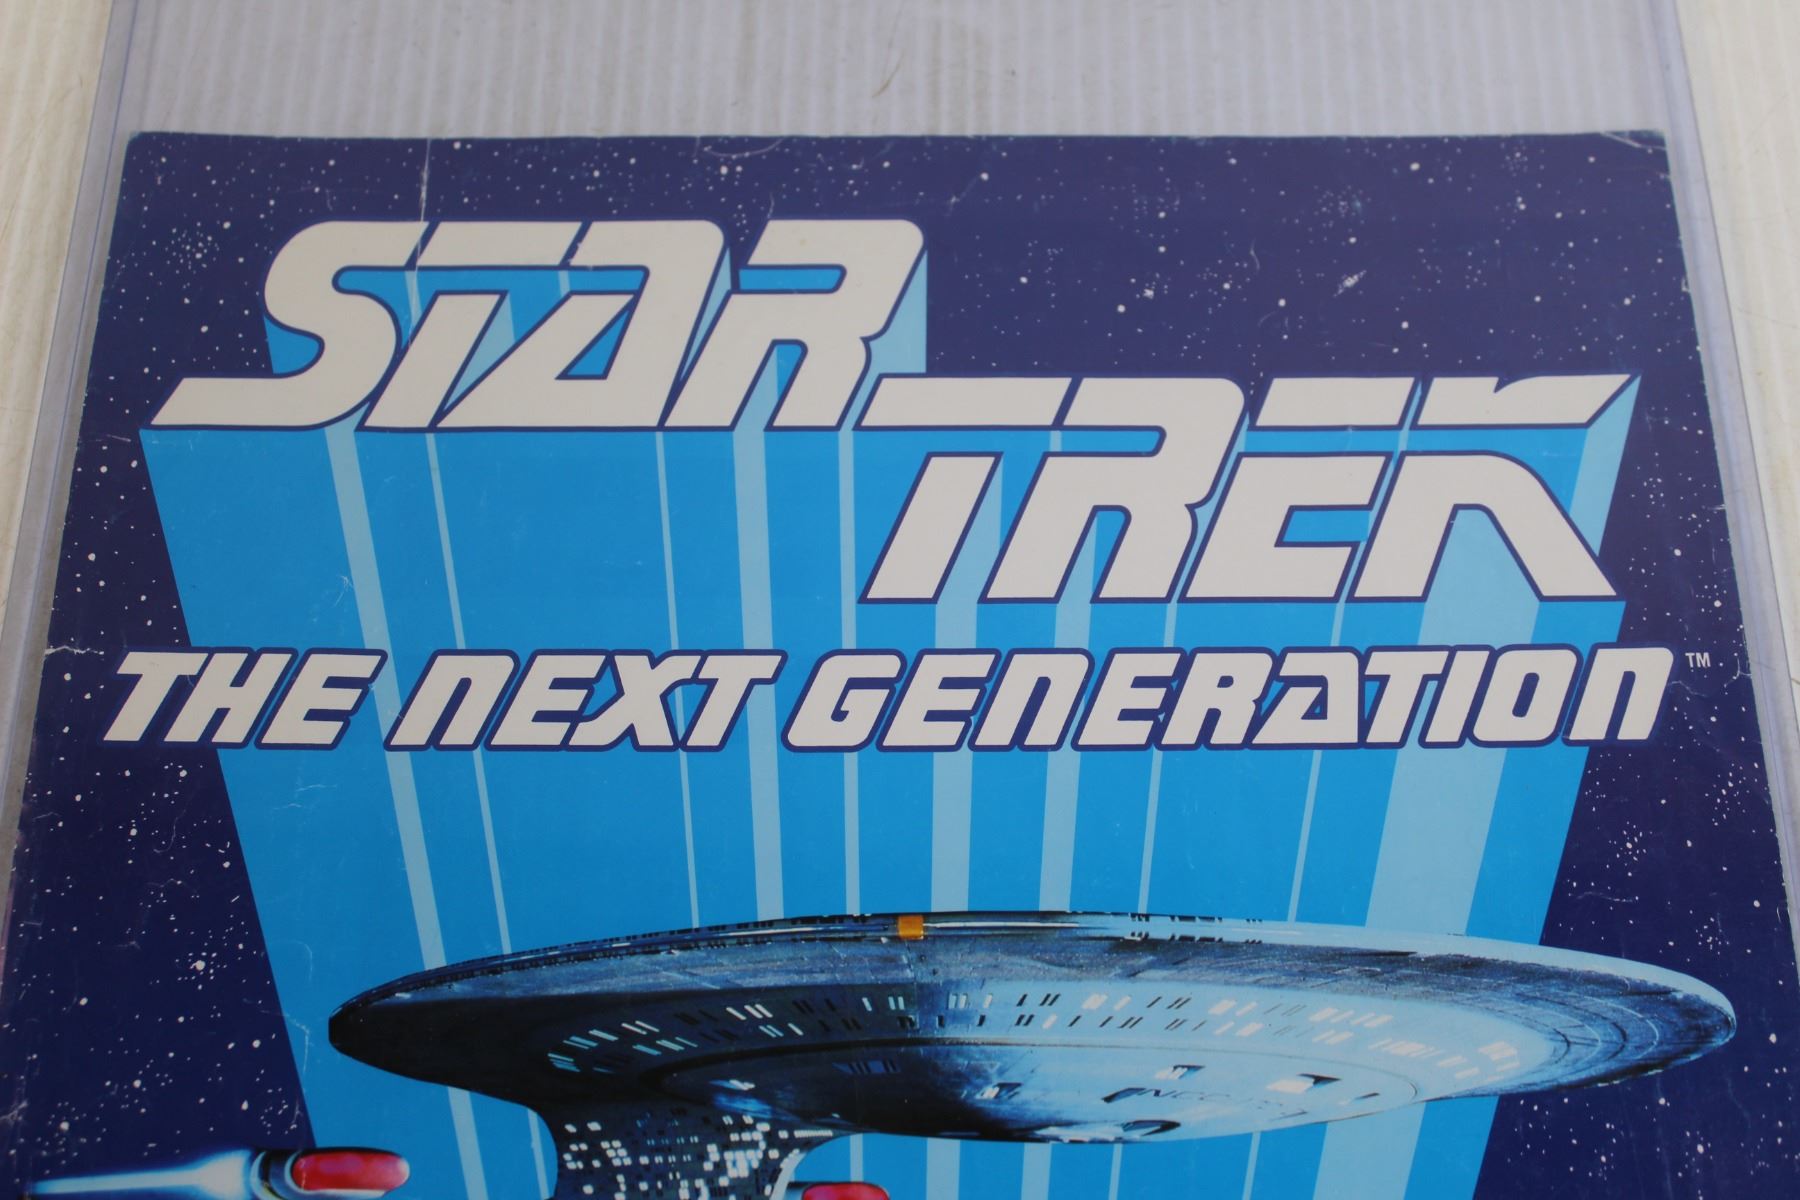 STAR
TREK
THE NEXT GENERATION™